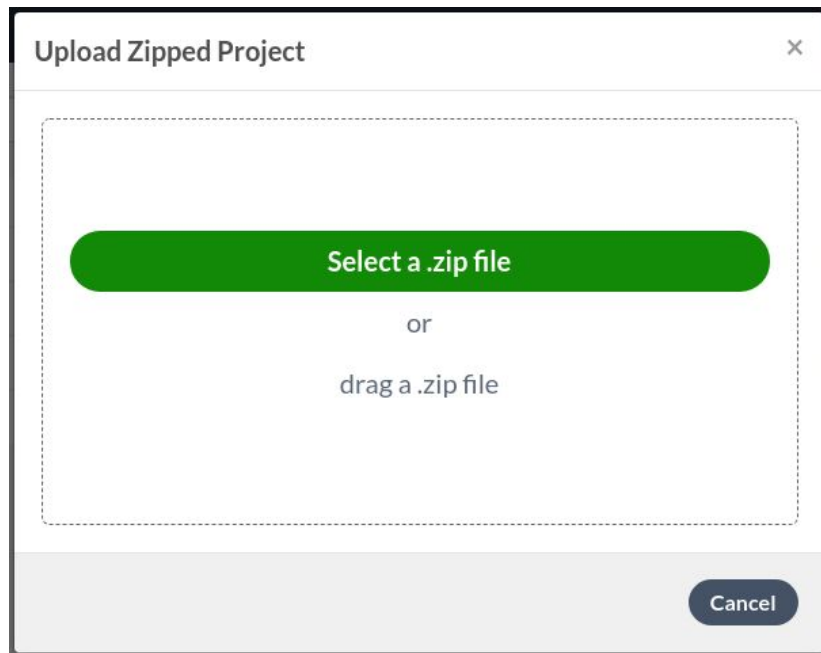 Upload Zipped Project ×
Select a .zip file
or
drag a .zip file
Cancel